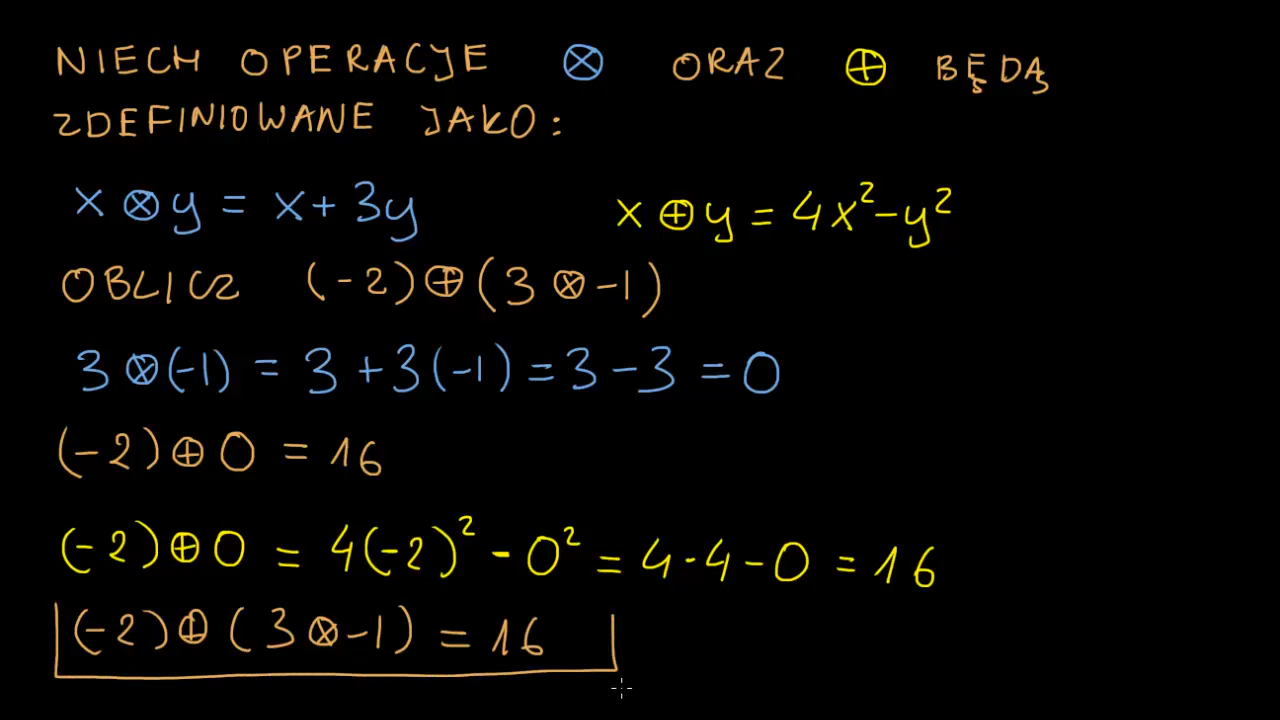 NIECH OPERACJE ⊗ ORAZ ⊕ BĘDĄ
ZDEFINIOWANE JAKO:
x ⊗ y = x + 3y x ⊕ y = 4x² - y²
OBLICZ (-2) ⊕ (3 ⊗ -1)
3 ⊗ (-1) = 3 + 3(-1) = 3 - 3 = 0
(-2) ⊕ 0 = 16
(-2) ⊕ 0 = 4(-2)² - 0² = 4·4 - 0 = 16
(-2) ⊕ (3 ⊗ -1) = 16